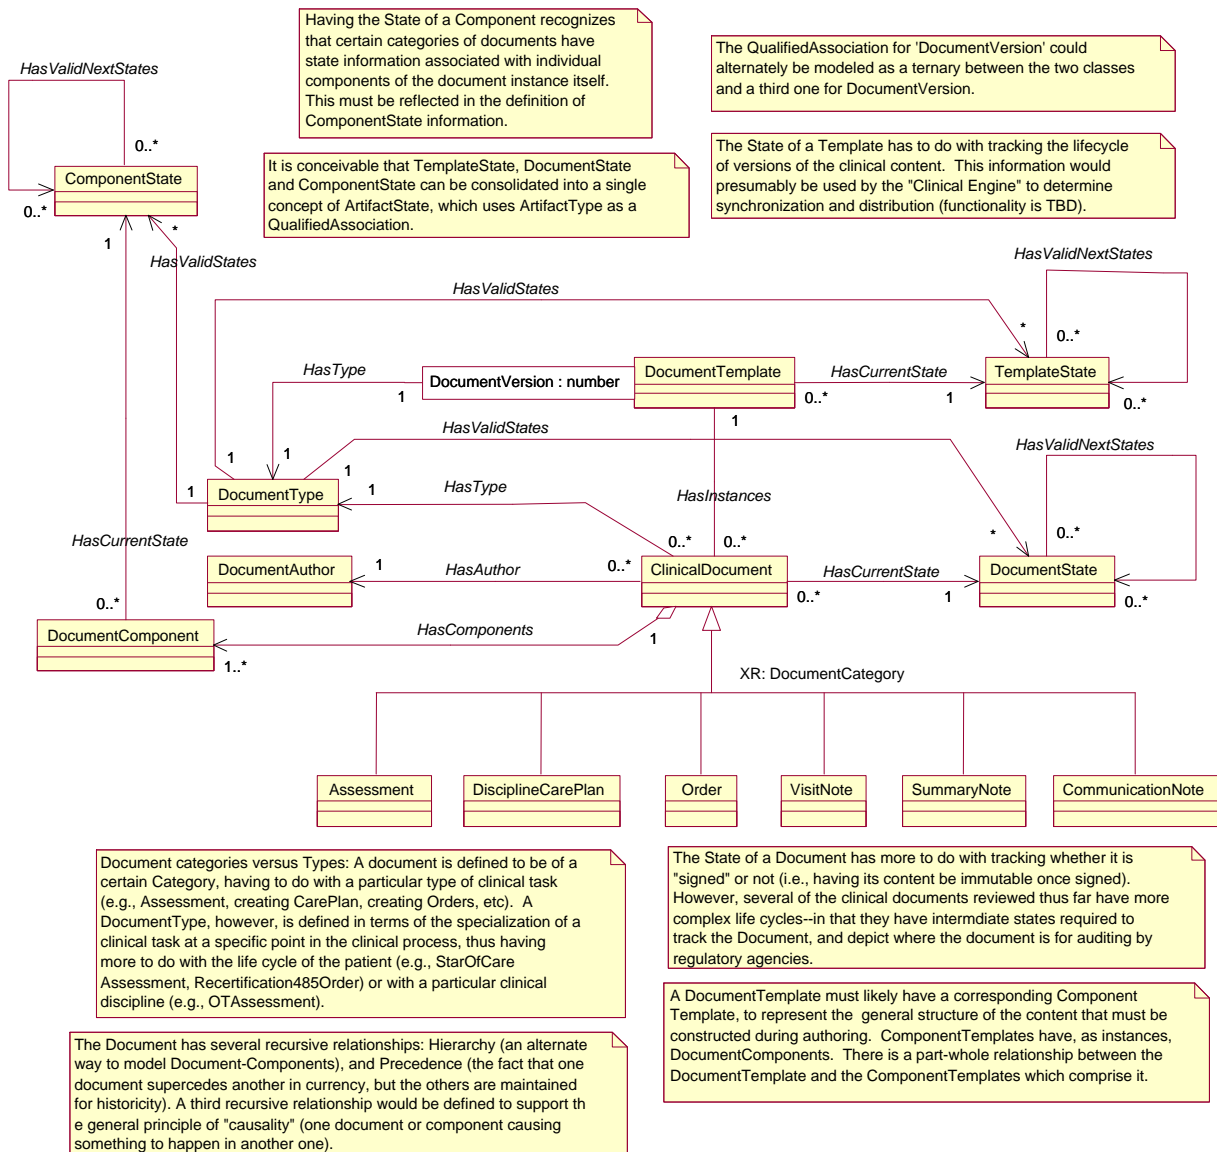 Having the State of a Component recognizes
that certain categories of documents have
state information associated with individual
components of the document instance itself.
This must be reflected in the definition of
ComponentState information.
The QualifiedAssociation for 'DocumentVersion' could
alternately be modeled as a ternary between the two classes
and a third one for DocumentVersion.
HasValidNextStates
0..*
ComponentState
0..*
1
*
It is conceivable that TemplateState, DocumentState
and ComponentState can be consolidated into a single
concept of ArtifactState, which uses ArtifactType as a
QualifiedAssociation.
The State of a Template has to do with tracking the lifecycle
of versions of the clinical content.  This information would
presumably be used by the "Clinical Engine" to determine
synchronization and distribution (functionality is TBD).
HasValidStates
HasValidNextStates
HasValidStates
*
0..*
HasType
1
DocumentVersion : number
DocumentTemplate
HasCurrentState
TemplateState
0..*
1
0..*
1
HasValidStates
HasValidNextStates
1
1
1
1
DocumentType
1
HasType
HasInstances
*
0..*
HasCurrentState
0..*
0..*
DocumentAuthor
1
HasAuthor
0..*
ClinicalDocument
HasCurrentState
DocumentState
0..*
1
0..*
0..*
DocumentComponent
HasComponents
1
1..*
XR: DocumentCategory
Assessment
DisciplineCarePlan
Order
VisitNote
SummaryNote
CommunicationNote
Document categories versus Types: A document is defined to be of a
certain Category, having to do with a particular type of clinical task
(e.g., Assessment, creating CarePlan, creating Orders, etc).  A
DocumentType, however, is defined in terms of the specialization of a
clinical task at a specific point in the clinical process, thus having
more to do with the life cycle of the patient (e.g., StarOfCare
Assessment, Recertification485Order) or with a particular clinical
discipline (e.g., OTAssessment).
The State of a Document has more to do with tracking whether it is
"signed" or not (i.e., having its content be immutable once signed).
However, several of the clinical documents reviewed thus far have more
complex life cycles--in that they have intermdiate states required to
track the Document, and depict where the document is for auditing by
regulatory agencies.
A DocumentTemplate must likely have a corresponding Component
Template, to represent the  general structure of the content that must be
constructed during authoring.  ComponentTemplates have, as instances,
DocumentComponents.  There is a part-whole relationship between the
DocumentTemplate and the ComponentTemplates which comprise it.
The Document has several recursive relationships: Hierarchy (an alternate
way to model Document-Components), and Precedence (the fact that one
document supercedes another in currency, but the others are maintained
for historicity). A third recursive relationship would be defined to support th
e general principle of "causality" (one document or component causing
something to happen in another one).